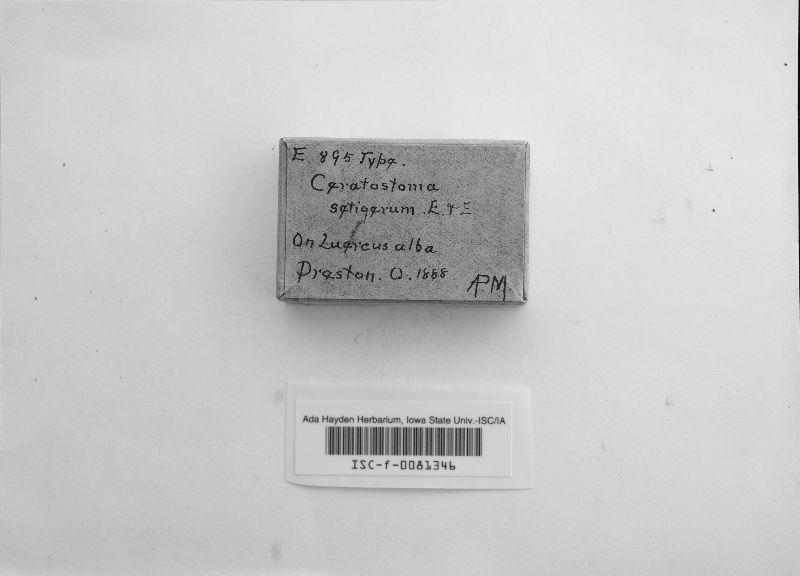 E. 895 Type.
Ceratostoma
setigerum. E. & E
On Quercus alba
Preston. O. 1888
APM.
Ada Hayden Herbarium, Iowa State Univ.-ISC/IA
ISC-f-0081346